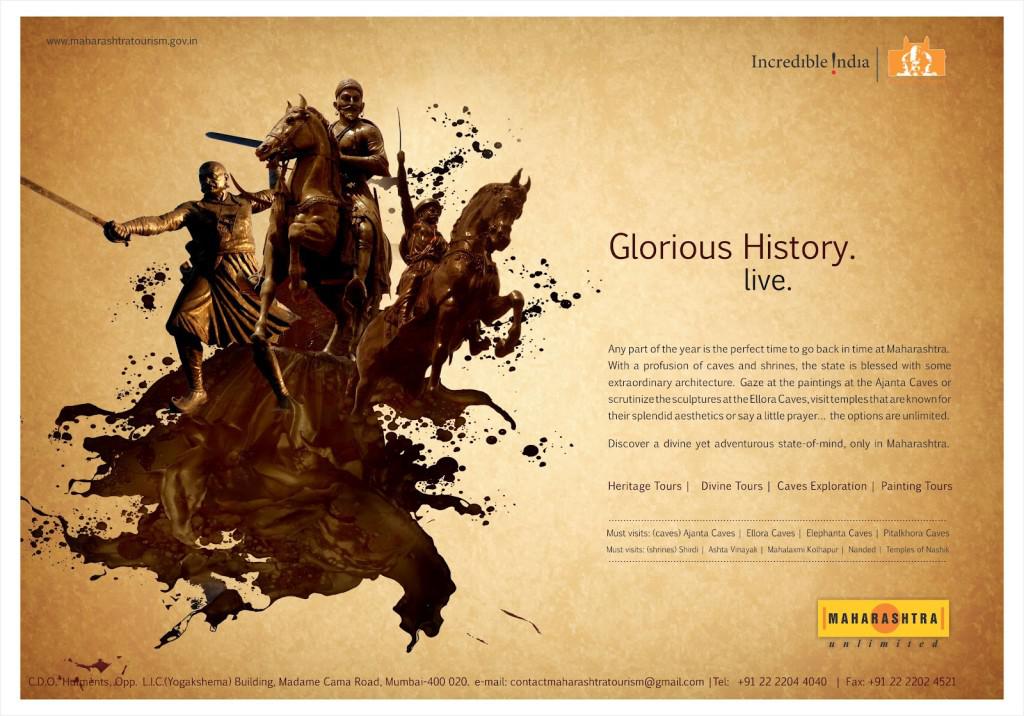 www.maharashtratourism.gov.in
Incredible !ndia
Glorious History.
live.
Any part of the year is the perfect time to go back in time at Maharashtra.
With a profusion of caves and shrines, the state is blessed with some
extraordinary architecture. Gaze at the paintings at the Ajanta Caves or
scrutinize the sculptures at the Ellora Caves, visit temples that are known for
their splendid aesthetics or say a little prayer... the options are unlimited.
Discover a divine yet adventurous state-of-mind, only in Maharashtra.
Heritage Tours | Divine Tours | Caves Exploration | Painting Tours
Must visits: (caves) Ajanta Caves | Ellora Caves | Elephanta Caves | Pitalkhora Caves
Must visits: (shrines) Shirdi | Ashta Vinayak | Mahalaxmi Kolhapur | Nanded | Temples of Nashik
MAHARASHTRA
unlimited
C.D.O. Hutments, Opp. L.I.C.(Yogakshema) Building, Madame Cama Road, Mumbai-400 020. e-mail: contactmaharashtratourism@gmail.com |Tel: +91 22 2204 4040 | Fax: +91 22 2202 4521